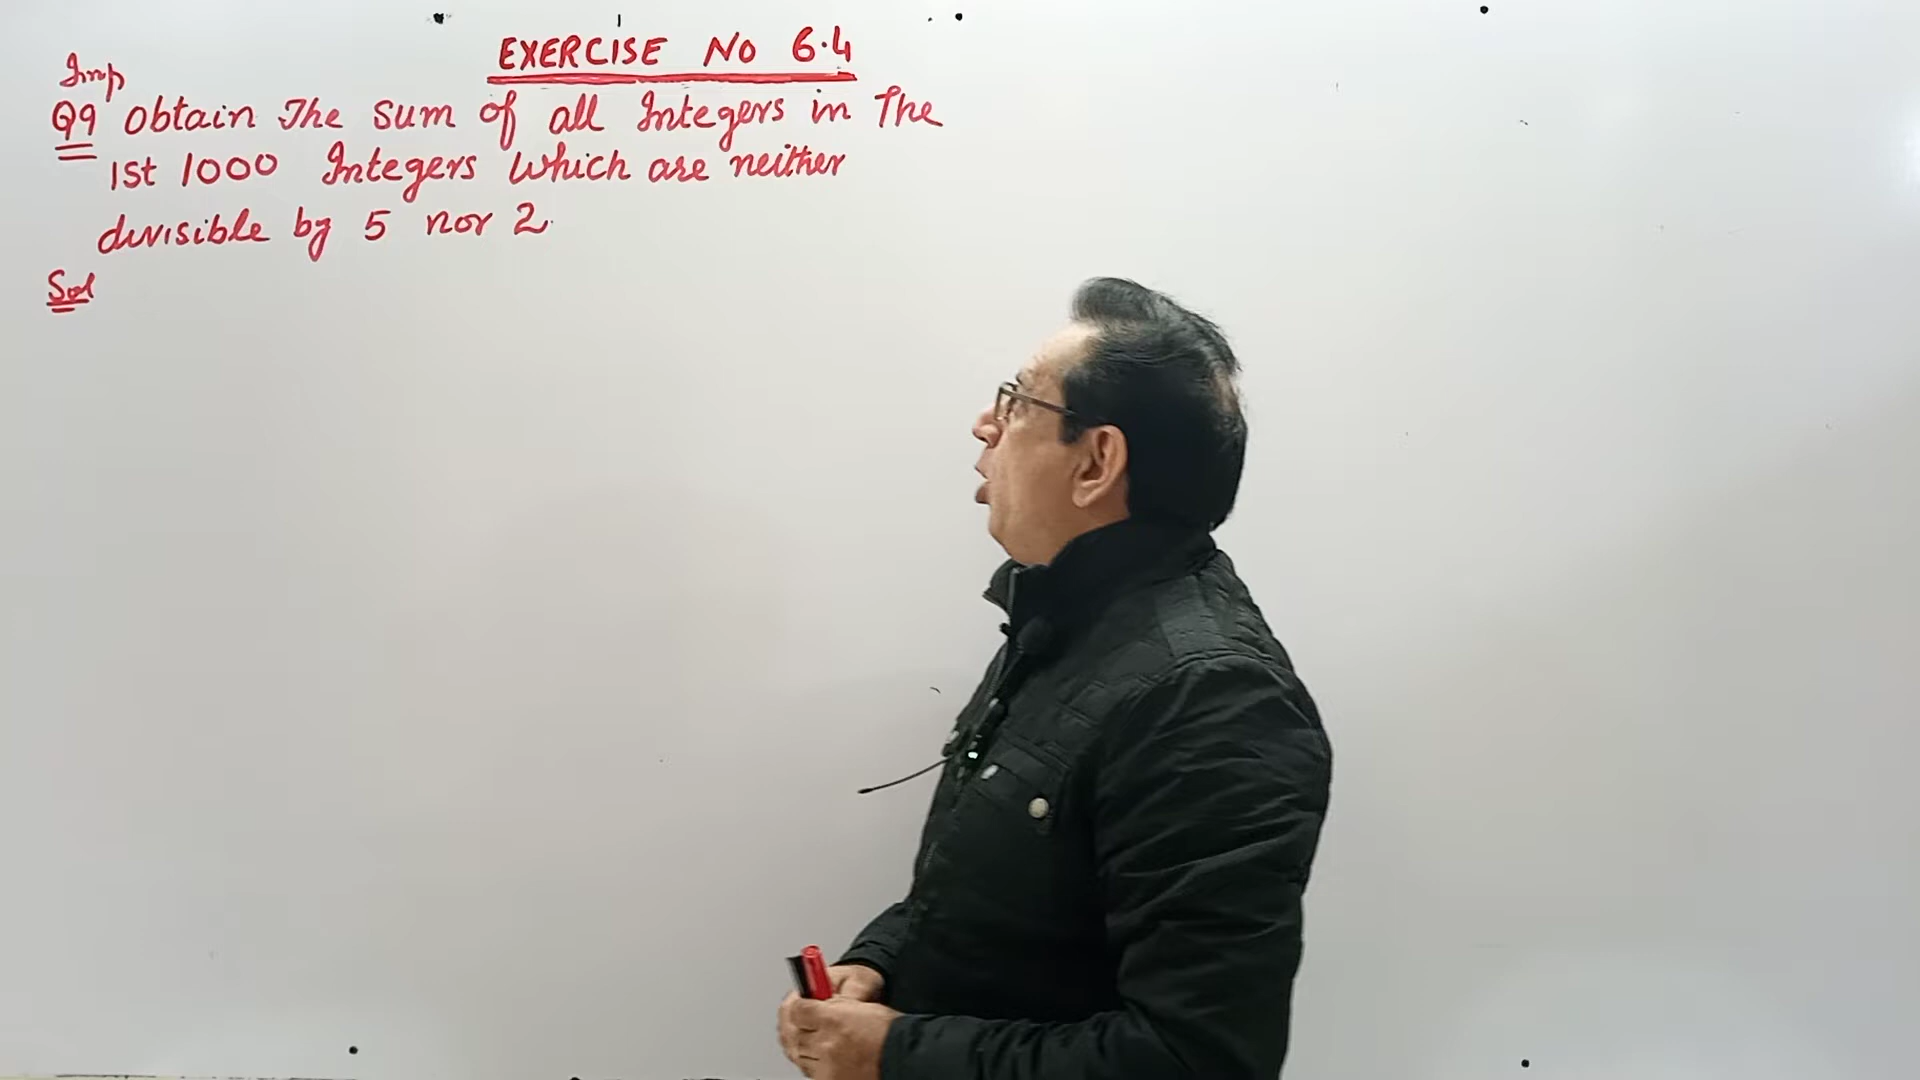 EXERCISE No 6.4
Imp
Q9 obtain The Sum of all Integers in The
1st 1000 Integers which are neither
divisible by 5 nor 2.
Sol